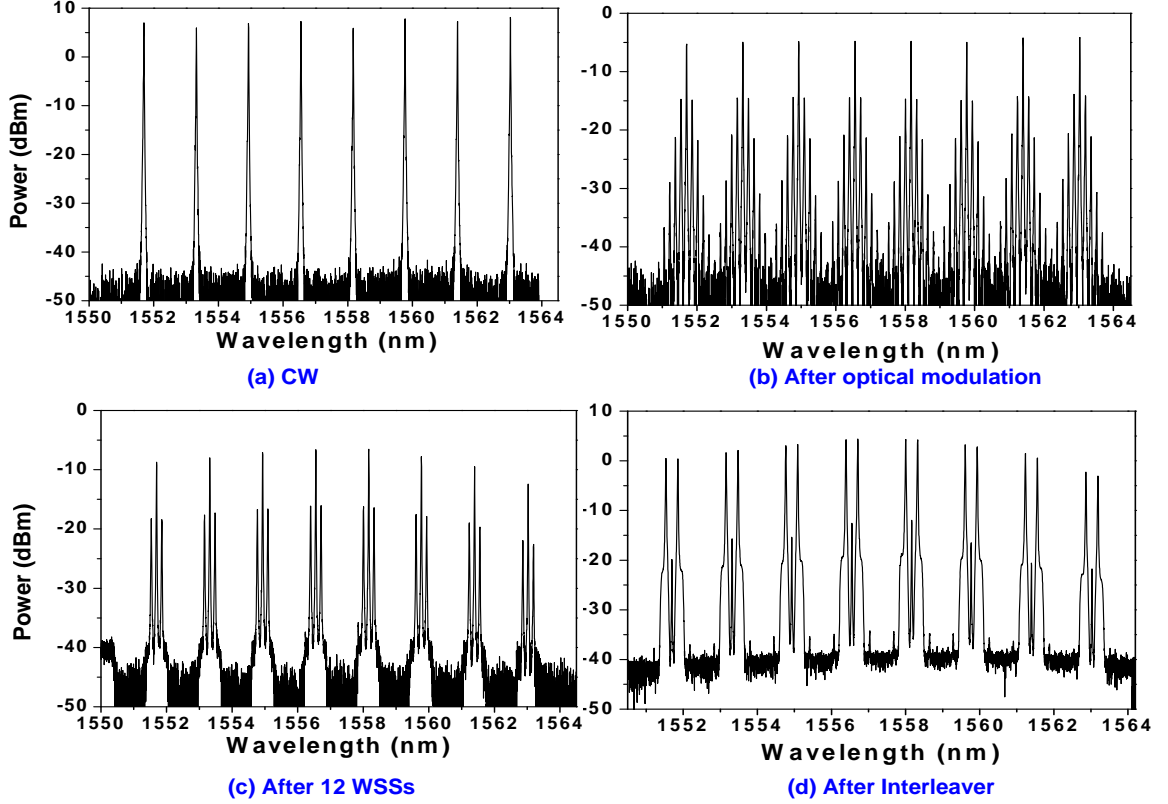 10
0
-10
-20
-30
-40
-50
Power (dBm)
1550 1552 1554 1556 1558 1560 1562 1564
Wavelength (nm)
(a) CW
0
-10
-20
-30
-40
-50
1550 1552 1554 1556 1558 1560 1562 1564
Wavelength (nm)
(b) After optical modulation
0
-10
-20
-30
-40
-50
Power (dBm)
1550 1552 1554 1556 1558 1560 1562 1564
Wavelength (nm)
(c) After 12 WSSs
10
0
-10
-20
-30
-40
-50
1552 1554 1556 1558 1560 1562 1564
Wavelength (nm)
(d) After Interleaver